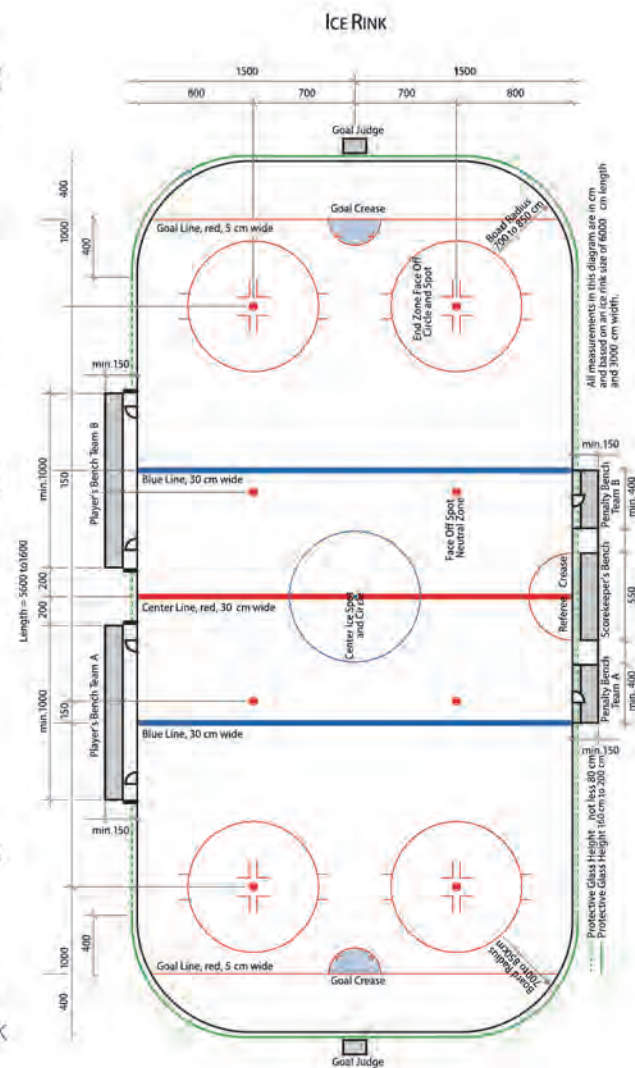 ICE RINK
1500
1500
600
700
700
800
Goal Judge
400
1000
400
Goal Line, red, 5 cm wide
Goal Crease
Boad Radius
700 to 850 cm
End Zone Face Off
Circle and Spot
All measurements in this diagram are in cm
and based on an ice rink size of 6000 cm length
and 3000 cm width.
min.150
min.1000
150
Player's Bench Team B
Blue Line, 30 cm wide
Face Off Spot
Neutral Zone
min.150
Penalty Bench
Team B
min. 400
Length = 5600 to1600
200
200
Center Line, red, 30 cm wide
Center Ice Spot
and Circle
Referee Crease
Scorekeeper's Bench
550
min.1000
150
Player's Bench Team A
Blue Line, 30 cm wide
Penalty Bench
Team A
min. 400
min.150
min.150
Protective Glass Height not less 80 cm
Protective Glass Height 160 cm to 200 cm
400
1000
400
Goal Line, red, 5 cm wide
Goal Crease
Board Radius
700 to 850cm
Goal Judge
K